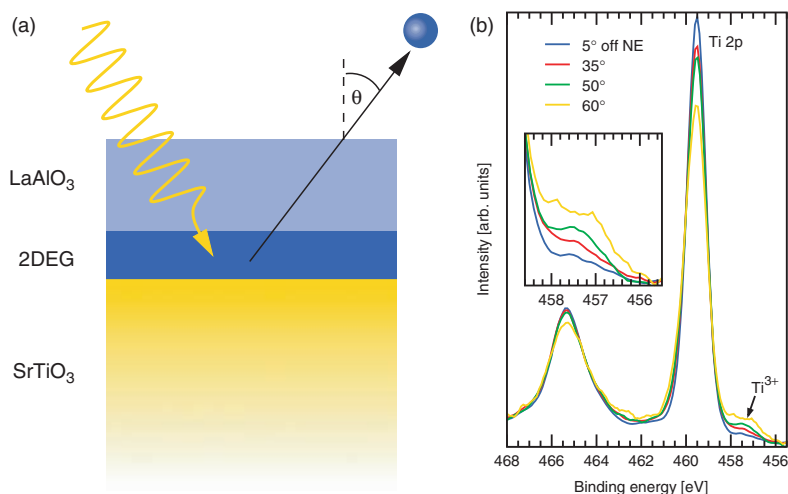 (a)
θ
LaAlO₃
2DEG
SrTiO₃
(b)
5° off NE
35°
50°
60°
Ti 2p
458 457 456
Ti³⁺
Intensity [arb. units]
468 466 464 462 460 458 456
Binding energy [eV]